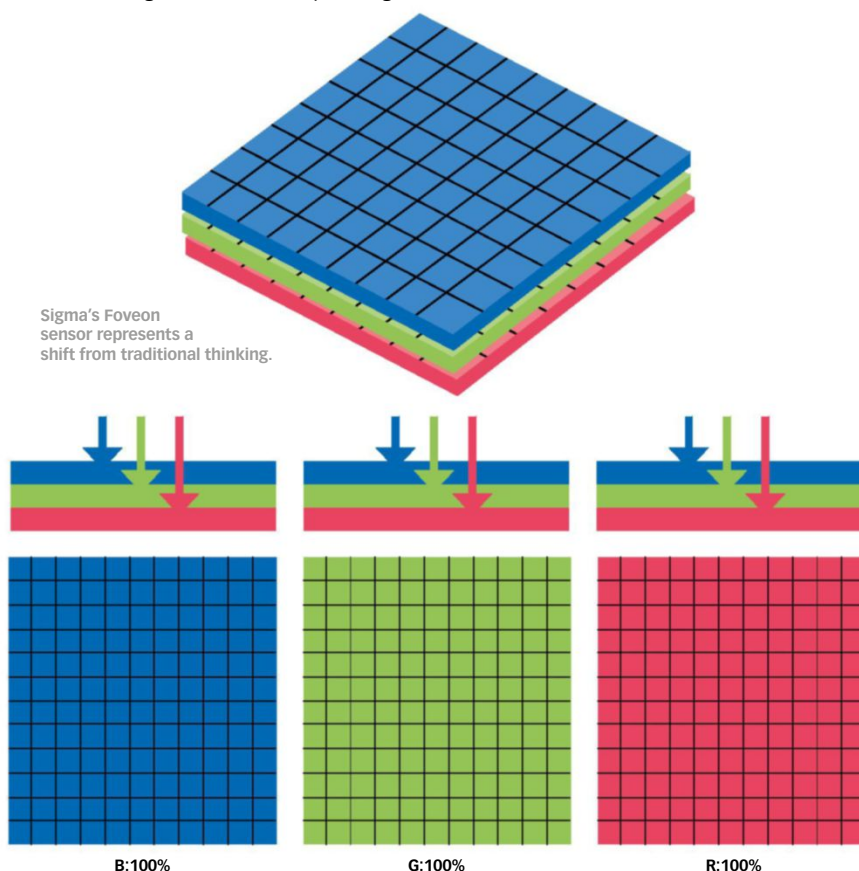 Sigma's Foveon
sensor represents a
shift from traditional thinking.
B:100%
G:100%
R:100%